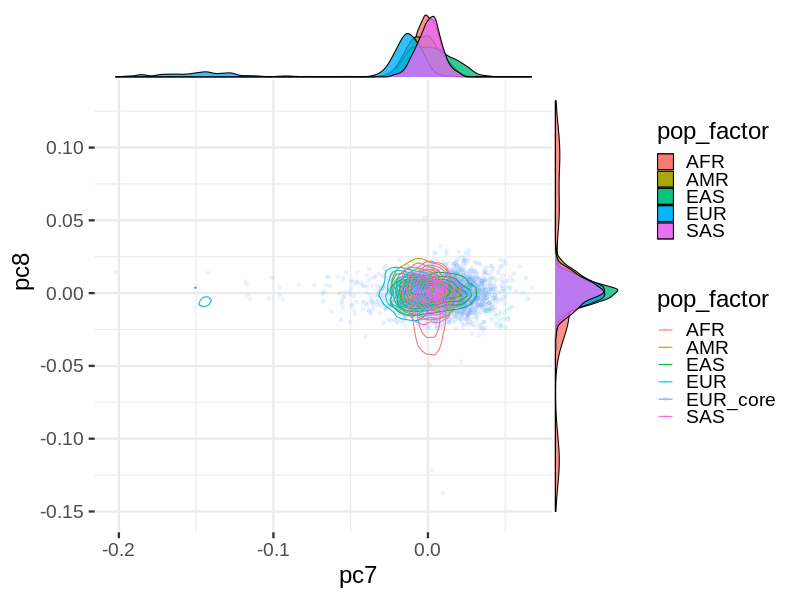 pop_factor
AFR
AMR
EAS
EUR
SAS
pop_factor
AFR
AMR
EAS
EUR
EUR_core
SAS
pc8
0.10
0.05
0.00
-0.05
-0.10
-0.15
-0.2
-0.1
0.0
pc7